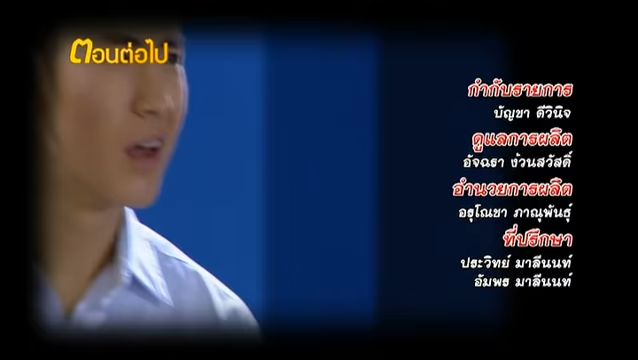 ตอนต่อไป
กำกับรายการ
บัญชา ดีวินิจ
ดูแลการผลิต
อัจฉรา ง้วนสวัสดิ์
อำนวยการผลิต
อรุโณชา ภาณุพันธุ์
ที่ปรึกษา
ประวิทย์ มาลีนนท์
อัมพร มาลีนนท์